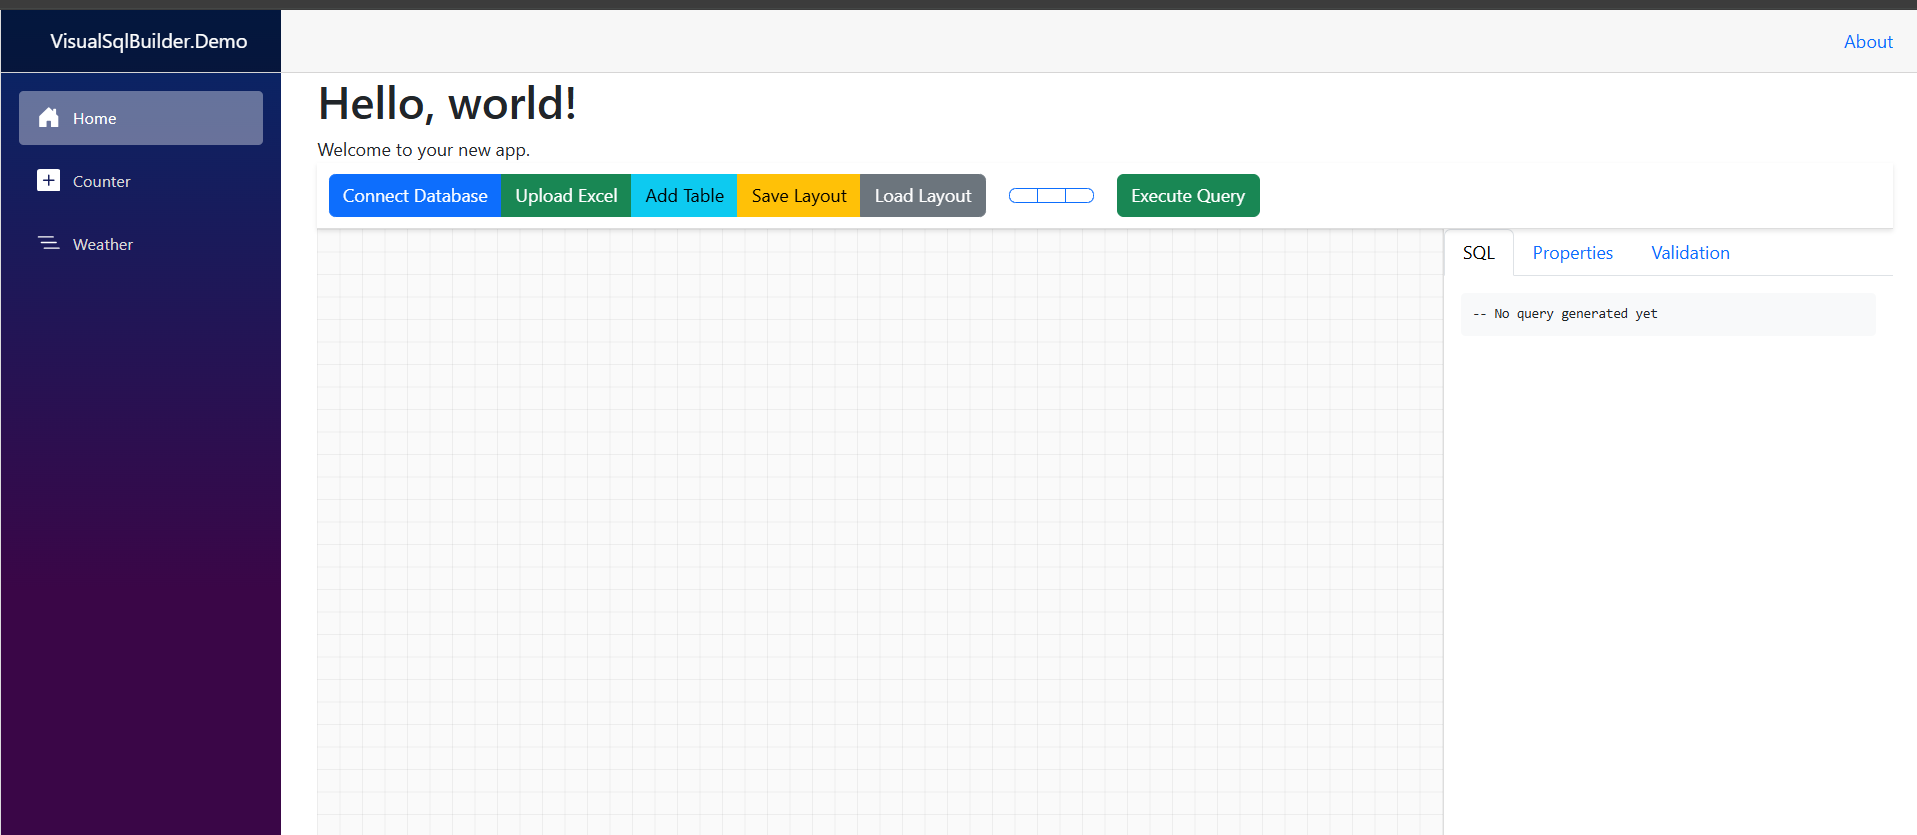 VisualSqlBuilder.Demo
About
Home
Counter
Weather
Hello, world!
Welcome to your new app.
Connect Database Upload Excel Add Table Save Layout Load Layout Execute Query
SQL Properties Validation
-- No query generated yet